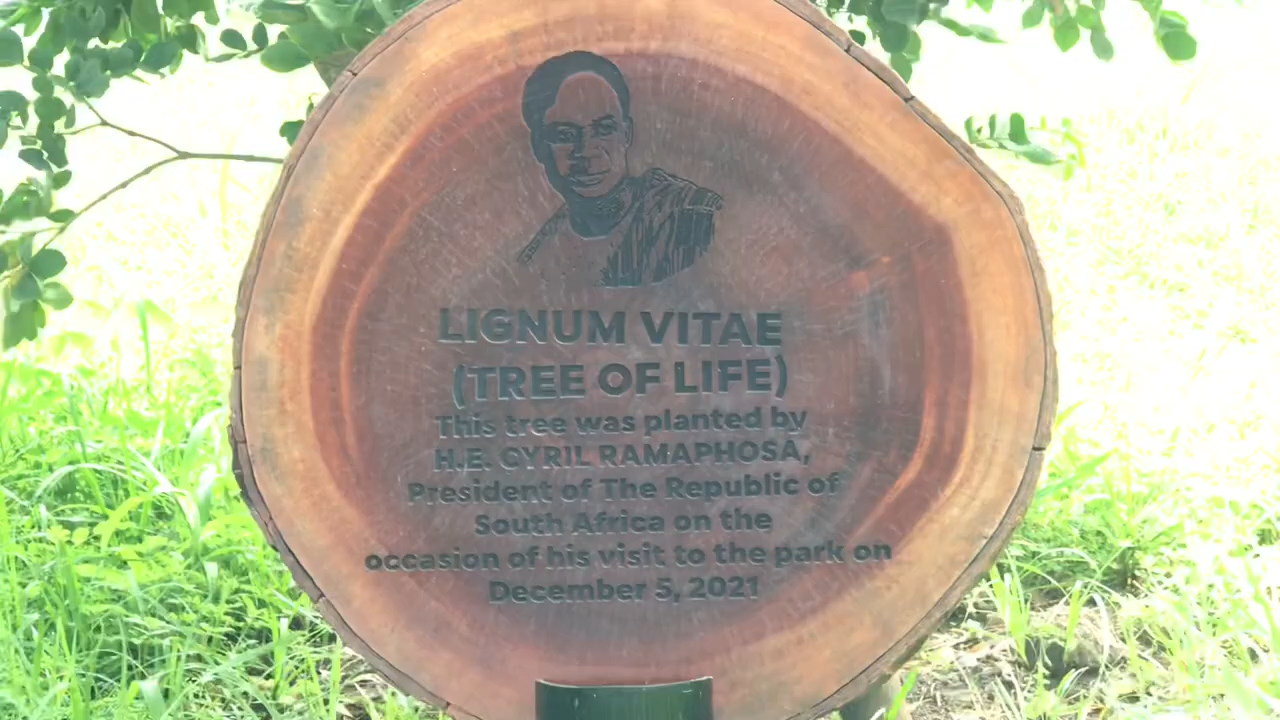 LIGNUM VITAE
(TREE OF LIFE)
This tree was planted by
H.E. CYRIL RAMAPHOSA,
President of The Republic of
South Africa on the
occasion of his visit to the park on
December 5, 2021